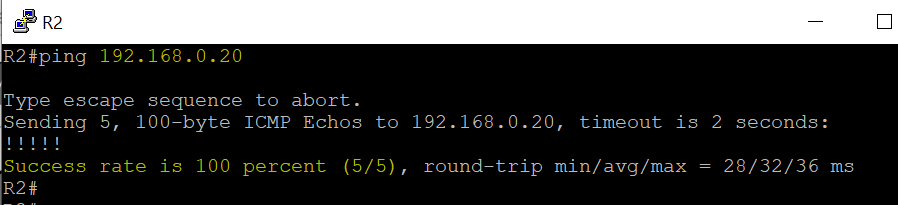 R2
R2#ping 192.168.0.20
Type escape sequence to abort.
Sending 5, 100-byte ICMP Echos to 192.168.0.20, timeout is 2 seconds:
!!!!!
Success rate is 100 percent (5/5), round-trip min/avg/max = 28/32/36 ms
R2#